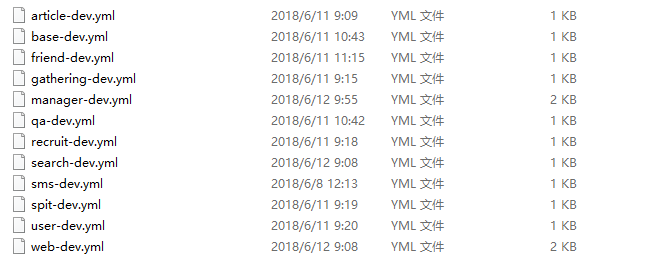 article-dev.yml 2018/6/11 9:09 YML 文件 1 KB
base-dev.yml 2018/6/11 10:43 YML 文件 1 KB
friend-dev.yml 2018/6/11 11:15 YML 文件 1 KB
gathering-dev.yml 2018/6/11 9:15 YML 文件 1 KB
manager-dev.yml 2018/6/12 9:55 YML 文件 2 KB
qa-dev.yml 2018/6/11 10:42 YML 文件 1 KB
recruit-dev.yml 2018/6/11 9:18 YML 文件 1 KB
search-dev.yml 2018/6/12 9:08 YML 文件 1 KB
sms-dev.yml 2018/6/8 12:13 YML 文件 1 KB
spit-dev.yml 2018/6/11 9:19 YML 文件 1 KB
user-dev.yml 2018/6/11 9:20 YML 文件 1 KB
web-dev.yml 2018/6/12 9:08 YML 文件 2 KB